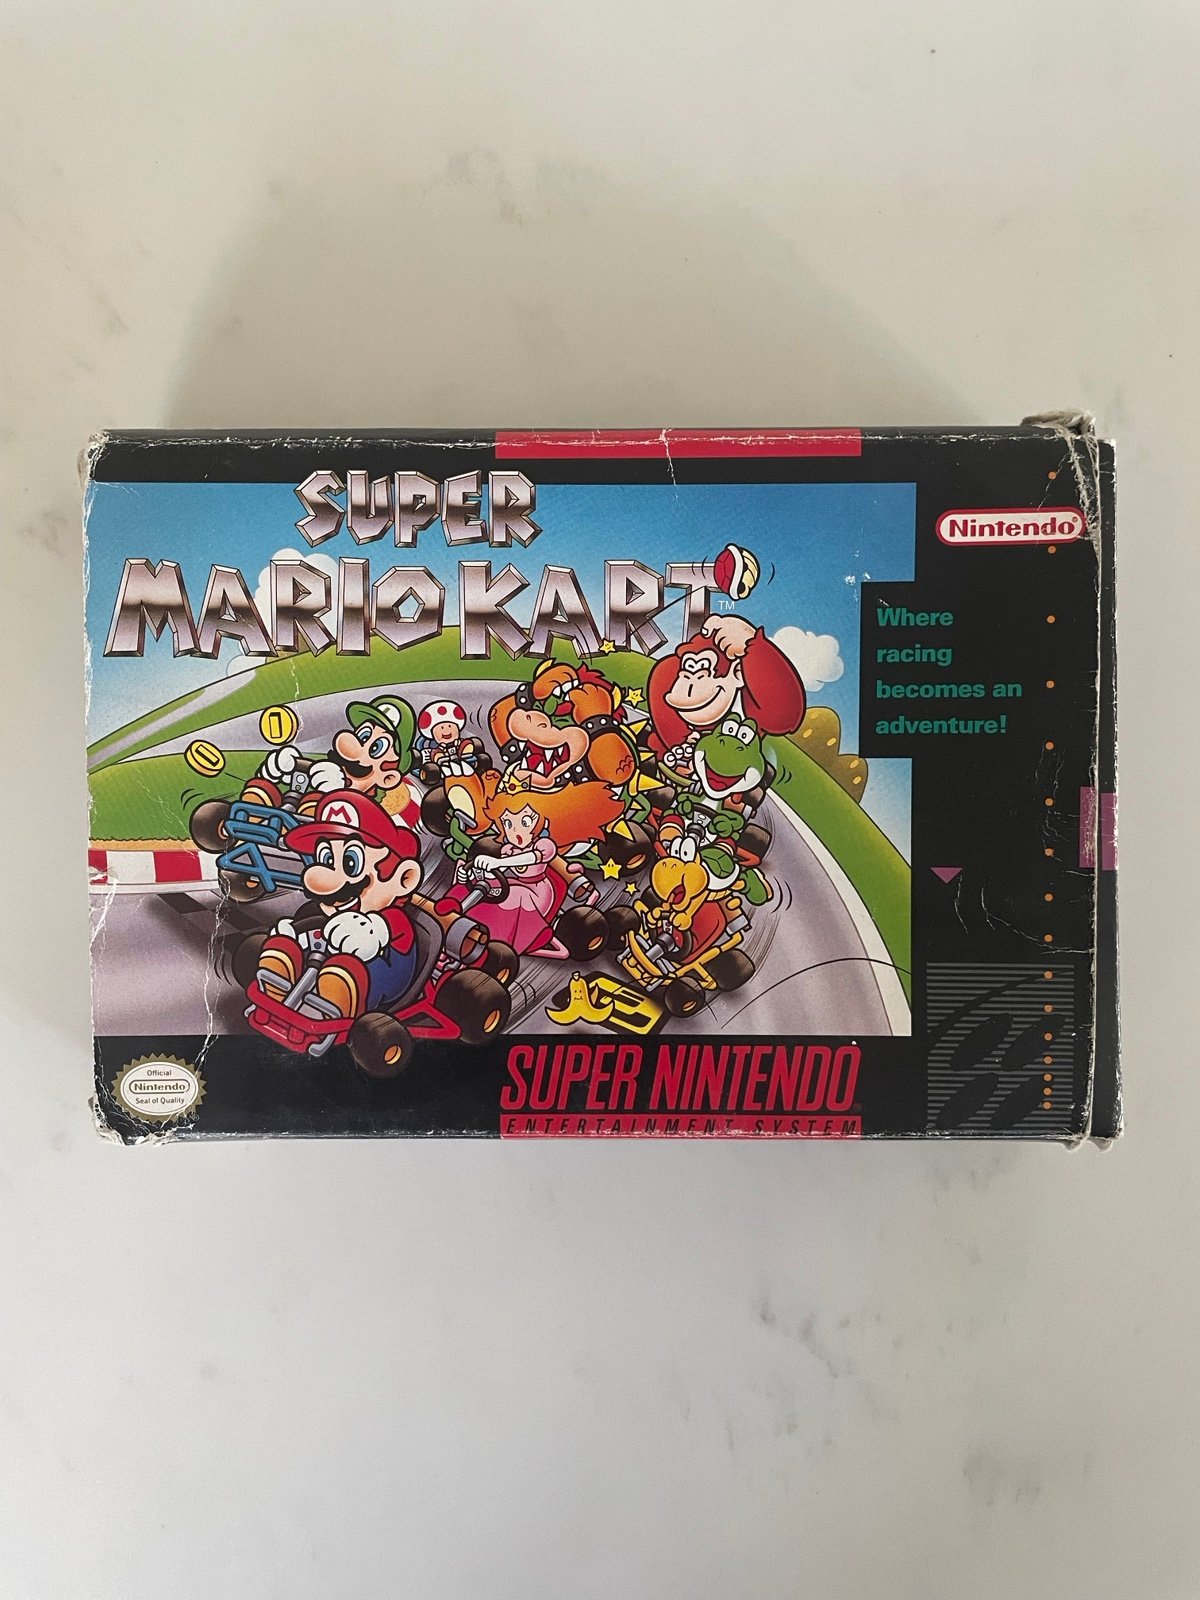 SUPER
MARIO KART
TM
Nintendo®
Where
racing
becomes an
adventure!
M
Official
Nintendo
Seal of Quality
SUPER NINTENDO
ENTERTAINMENT SYSTEM